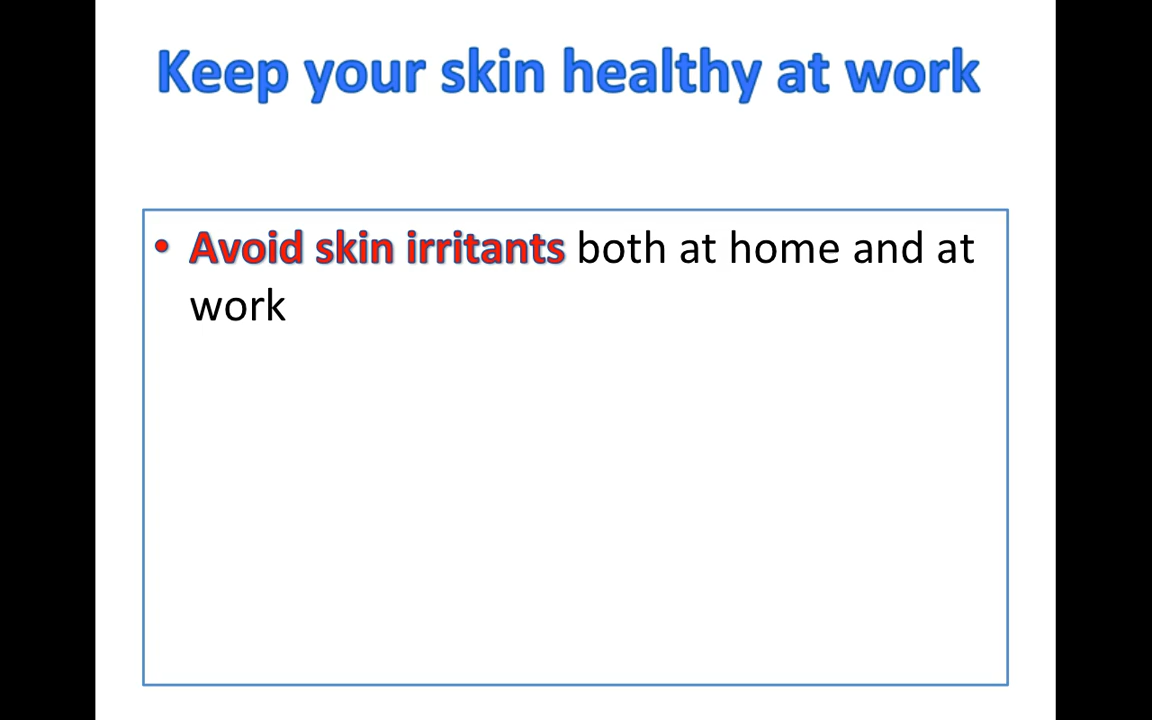 Keep your skin healthy at work
• Avoid skin irritants both at home and at
work